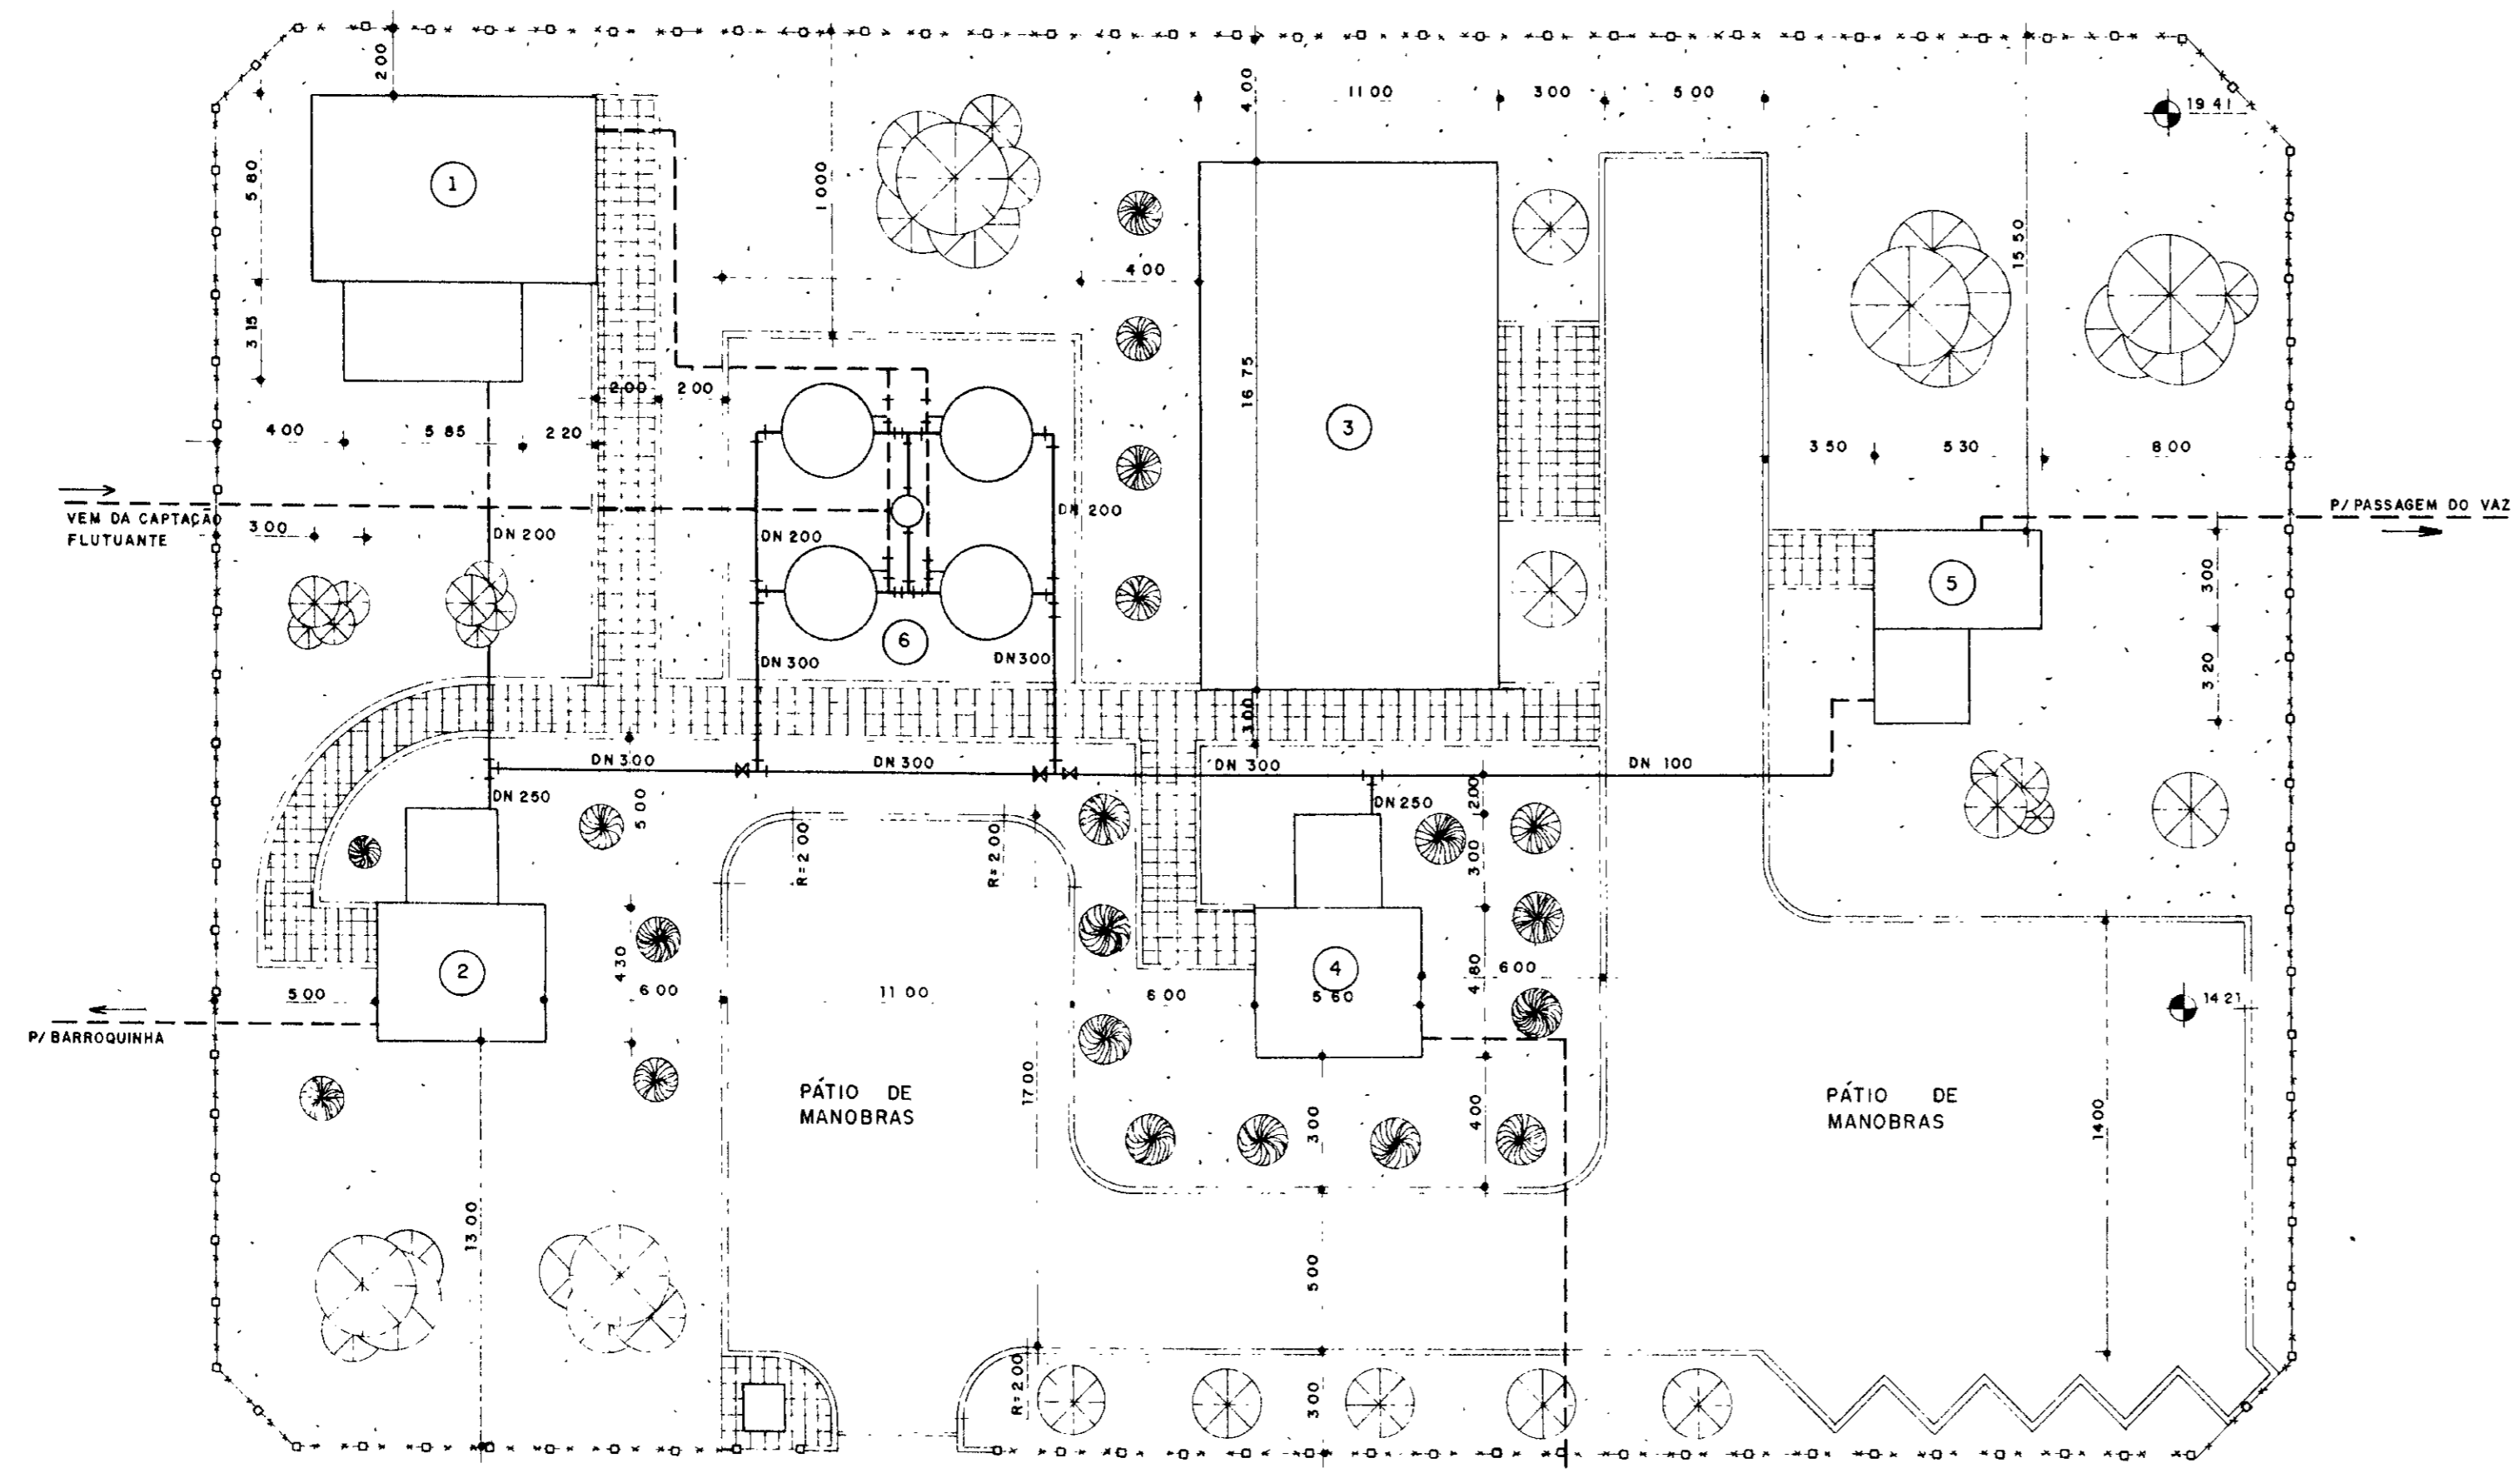 2 00
4 00
11 00
3 00
5 00
19 41
1
5 80
1 000
4 00
15 50
3 15
16 75
3
2 00
2 00
4 00
5 85
2 20
3 50
5 30
8 00
VEM DA CAPTAÇÃO
FLUTUANTE
3 00
DN 200
DN 200
DN 200
P/PASSAGEM DO VAZ
5
3 00
6
DN 300
DN 300
3 20
3 00
DN 300
DN 300
DN 300
DN 100
DN 250
5 00
R= 2 00
R= 2 00
DN 250
2 00
3 00
2
4 30
5 00
6 00
11 00
6 00
4
5 60
4 80
6 00
14 21
P/ BARROQUINHA
PÁTIO DE
MANOBRAS
17 00
3 00
4 00
PÁTIO DE
MANOBRAS
14 00
13 00
5 00
R= 2 00
3 00